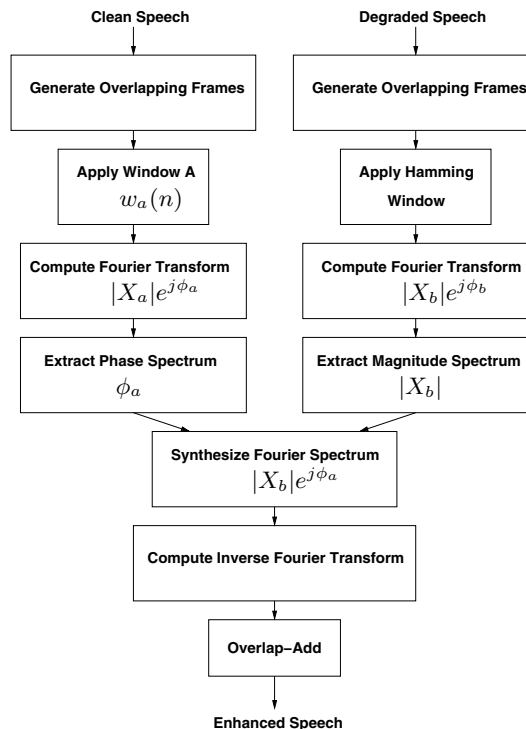 Clean Speech
Degraded Speech
Generate Overlapping Frames
Generate Overlapping Frames
Apply Window A
w_a(n)
Apply Hamming
Window
Compute Fourier Transform
|X_a|e^{jϕ_a}
Compute Fourier Transform
|X_b|e^{jϕ_b}
Extract Phase Spectrum
ϕ_a
Extract Magnitude Spectrum
|X_b|
Synthesize Fourier Spectrum
|X_b|e^{jϕ_a}
Compute Inverse Fourier Transform
Overlap−Add
Enhanced Speech